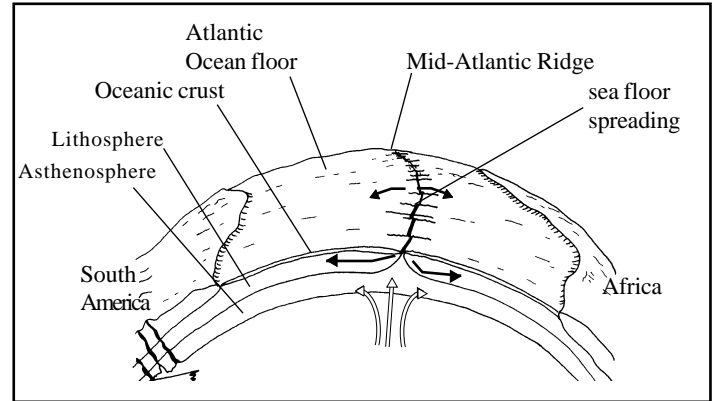 Atlantic
Ocean floor
Mid-Atlantic Ridge
Oceanic crust
sea floor
spreading
Lithosphere
Asthenosphere
South
America
Africa